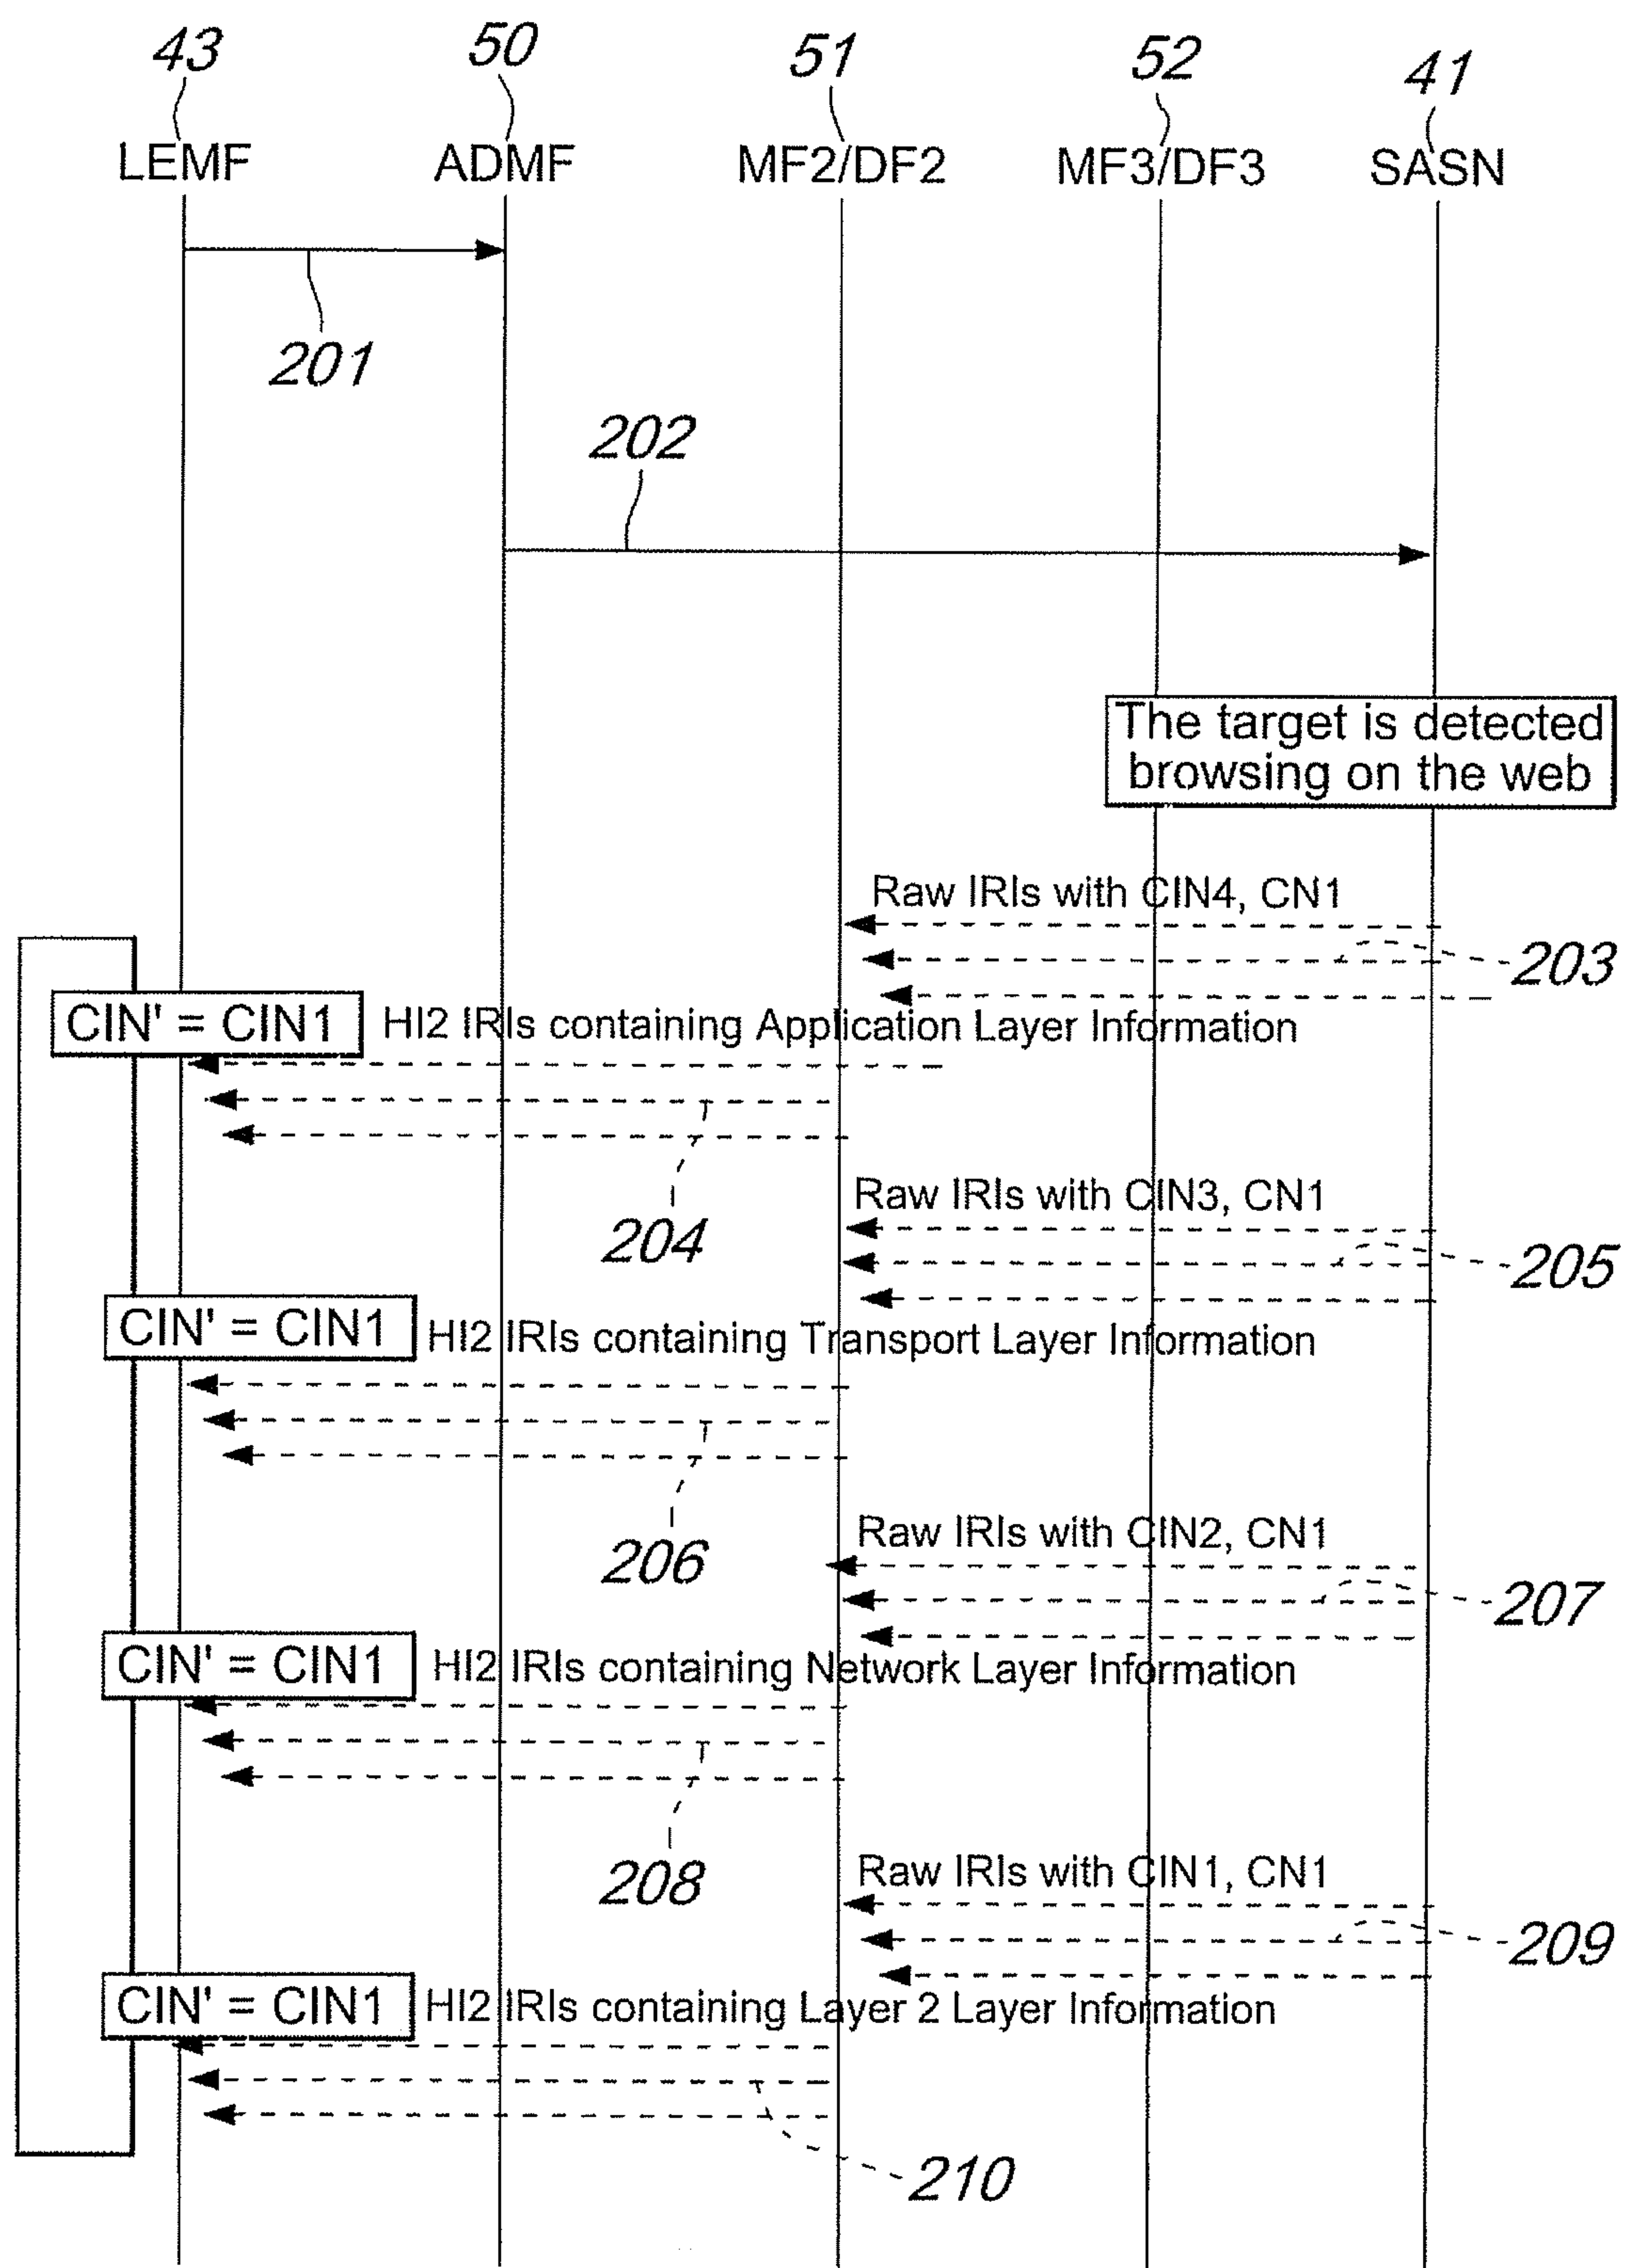 43 50 51 52 41
LEMF ADMF MF2/DF2 MF3/DF3 SASN
201
202
The target is detected
browsing on the web
Raw IRIs with CIN4, CN1
203
CIN' = CIN1 HI2 IRIs containing Application Layer Information
Raw IRIs with CIN3, CN1
204
205
CIN' = CIN1 HI2 IRIs containing Transport Layer Information
Raw IRIs with CIN2, CN1
206
207
CIN' = CIN1 HI2 IRIs containing Network Layer Information
Raw IRIs with CIN1, CN1
208
209
CIN' = CIN1 HI2 IRIs containing Layer 2 Layer Information
210